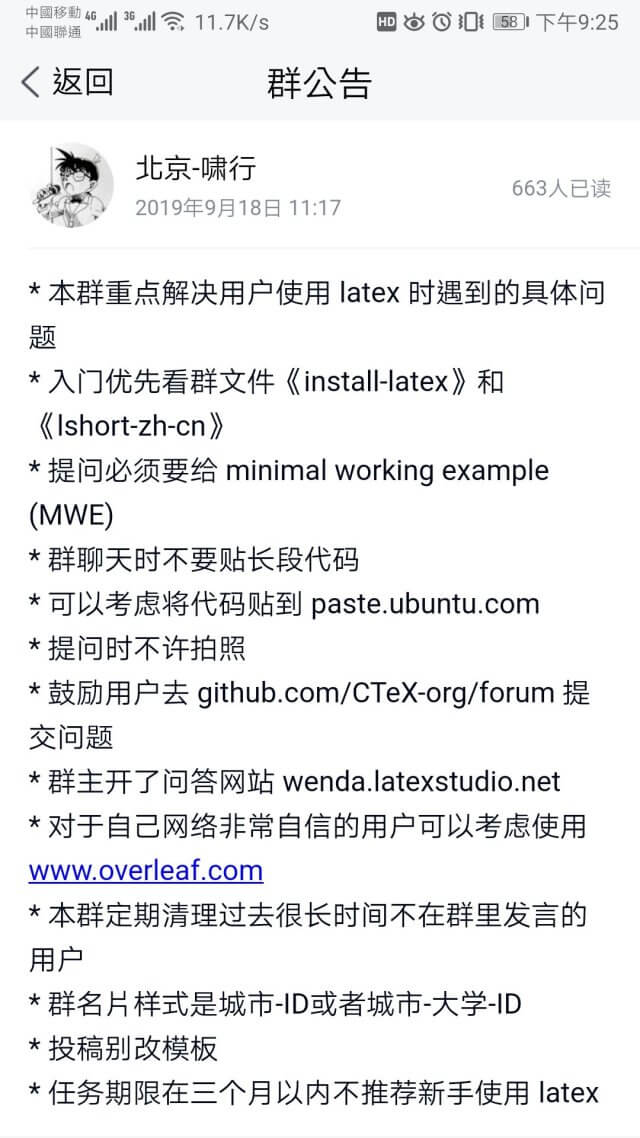 中國移動 4G 3G 11.7K/s HD 58 下午9:25
中國聯通
返回 群公告
北京-啸行
2019年9月18日 11:17 663人已读
* 本群重点解决用户使用 latex 时遇到的具体问
题
* 入门优先看群文件《install-latex》和
《lshort-zh-cn》
* 提问必须要给 minimal working example
(MWE)
* 群聊天时不要贴长段代码
* 可以考虑将代码贴到 paste.ubuntu.com
* 提问时不许拍照
* 鼓励用户去 github.com/CTeX-org/forum 提
交问题
* 群主开了问答网站 wenda.latexstudio.net
* 对于自己网络非常自信的用户可以考虑使用
www.overleaf.com
* 本群定期清理过去很长时间不在群里发言的
用户
* 群名片样式是城市-ID或者城市-大学-ID
* 投稿别改模板
* 任务期限在三个月以内不推荐新手使用 latex